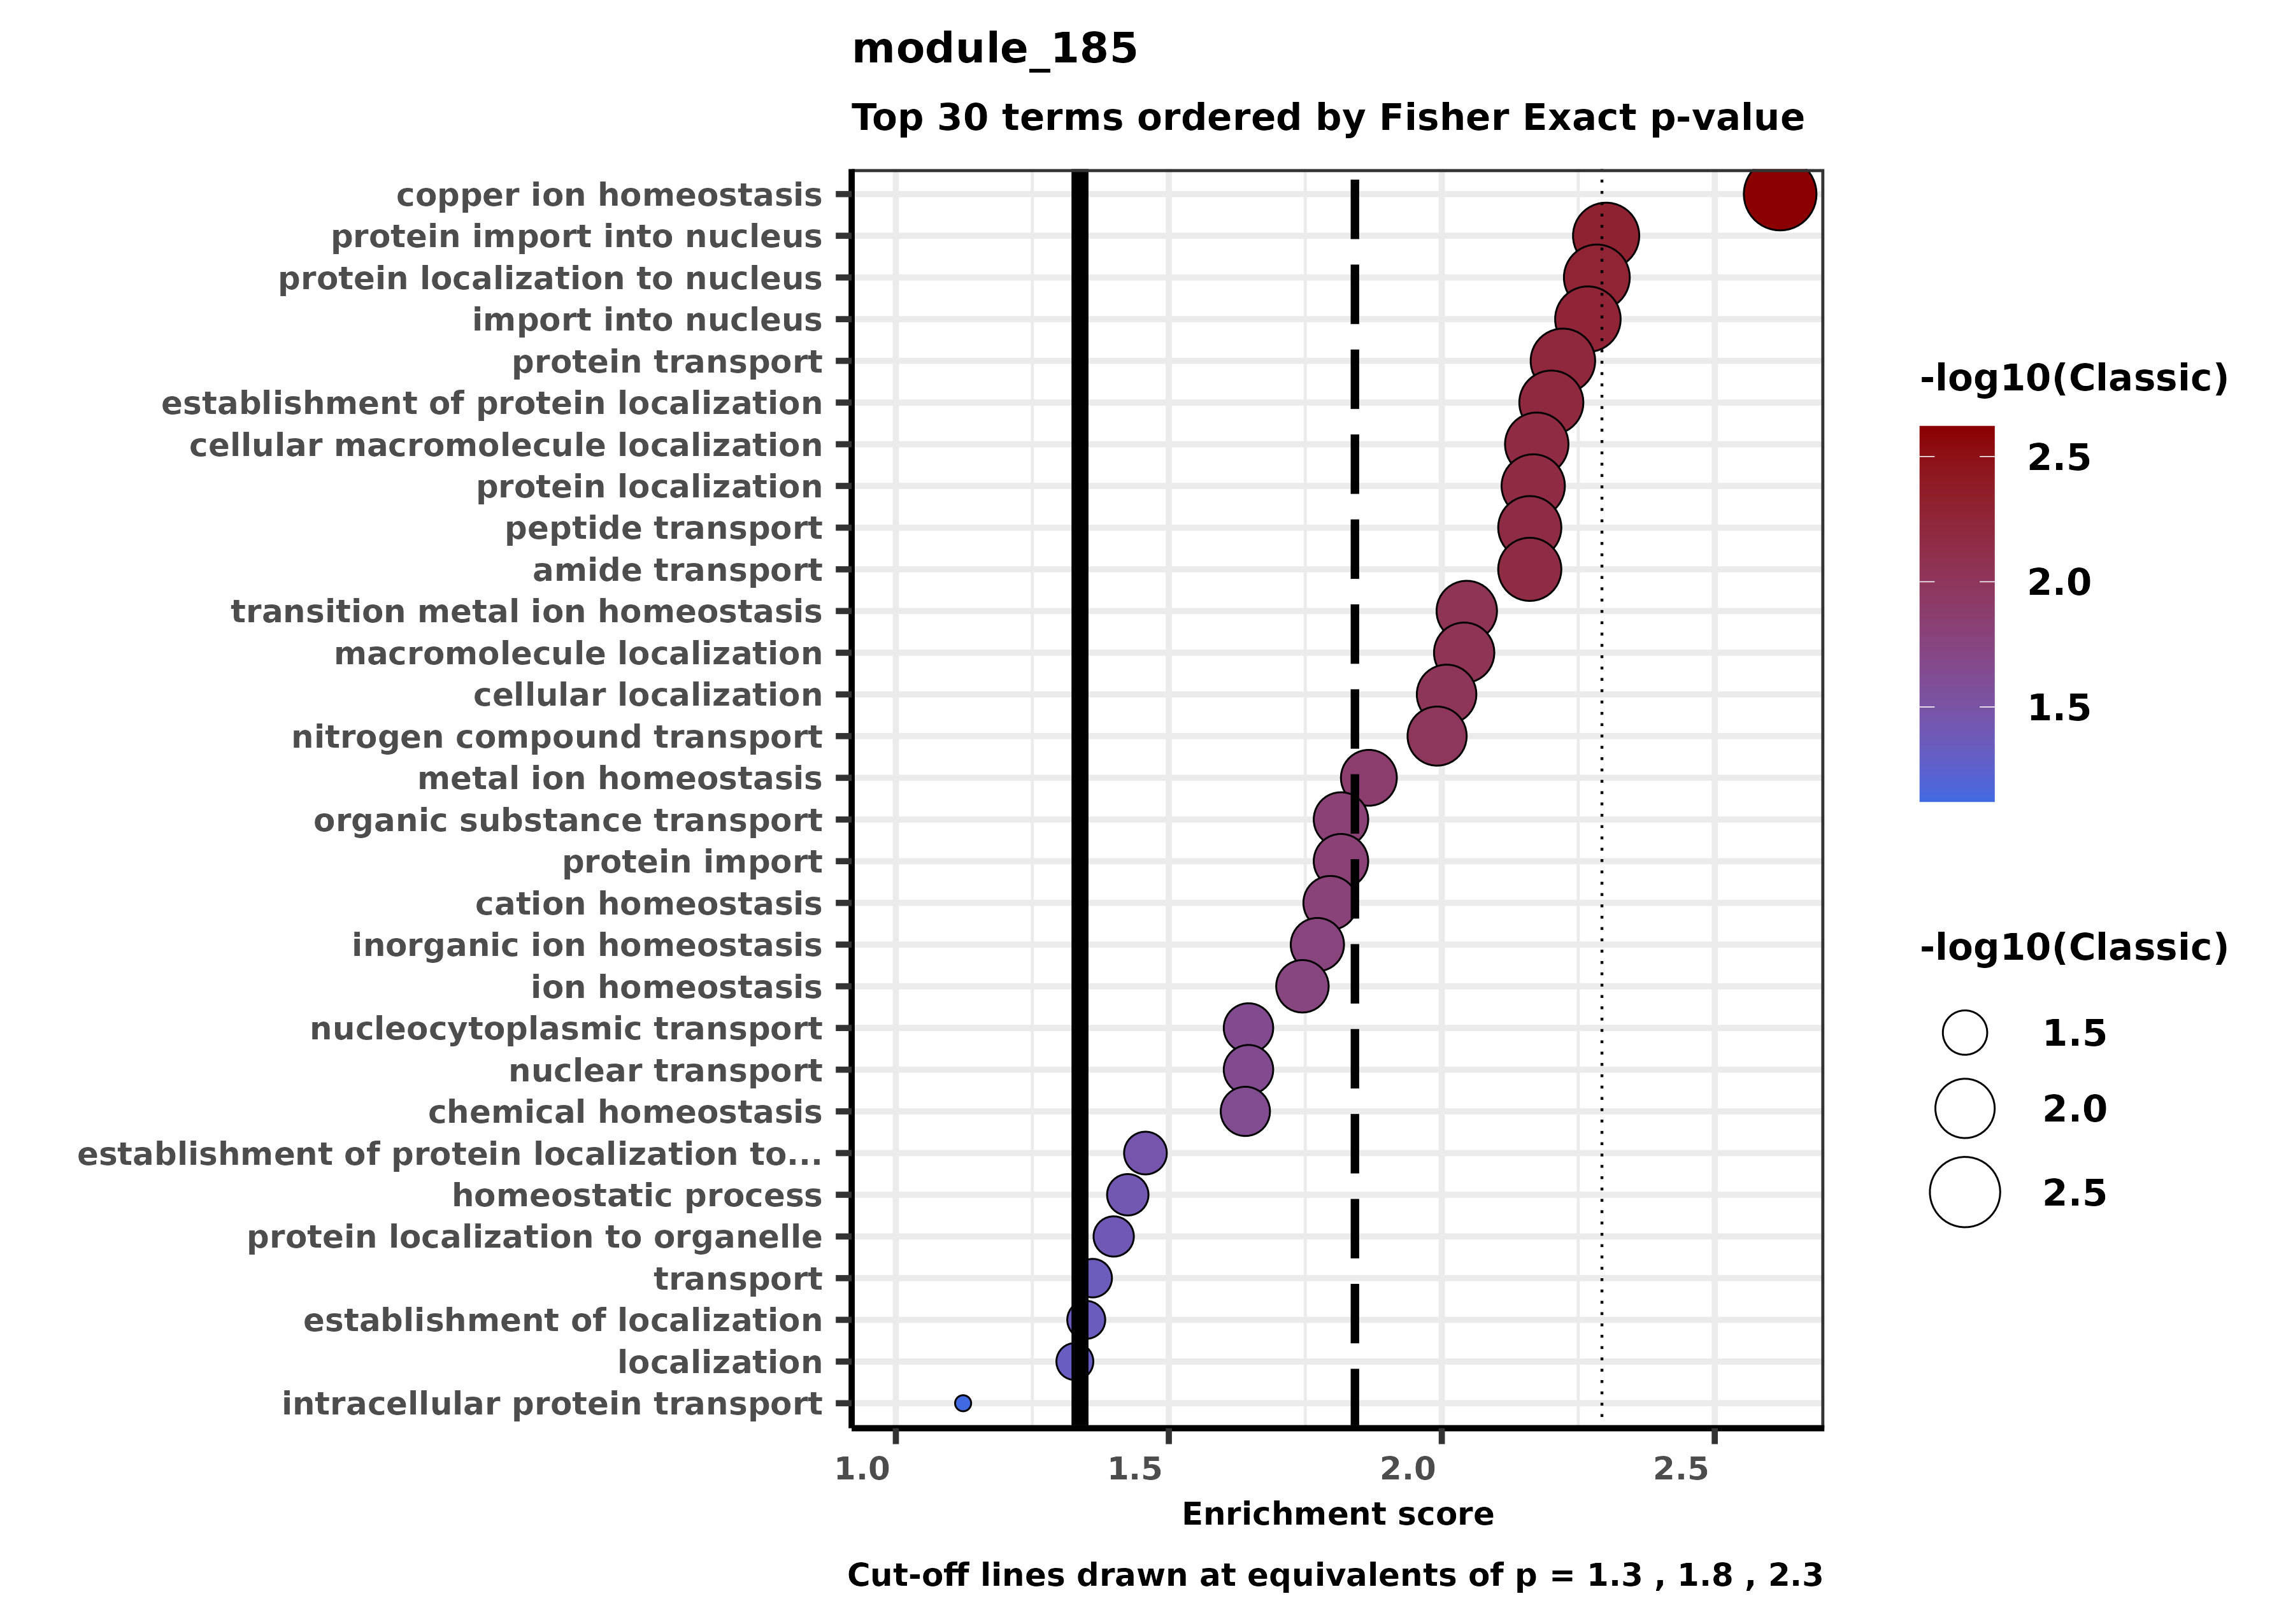 module_185
Top 30 terms ordered by Fisher Exact p-value
copper ion homeostasis
protein import into nucleus
protein localization to nucleus
import into nucleus
protein transport
establishment of protein localization
cellular macromolecule localization
protein localization
peptide transport
amide transport
transition metal ion homeostasis
macromolecule localization
cellular localization
nitrogen compound transport
metal ion homeostasis
organic substance transport
protein import
cation homeostasis
inorganic ion homeostasis
ion homeostasis
nucleocytoplasmic transport
nuclear transport
chemical homeostasis
establishment of protein localization to...
homeostatic process
protein localization to organelle
transport
establishment of localization
localization
intracellular protein transport
1.0 1.5 2.0 2.5
Enrichment score
Cut-off lines drawn at equivalents of p = 1.3 , 1.8 , 2.3
-log10(Classic)
2.5
2.0
1.5
-log10(Classic)
1.5
2.0
2.5